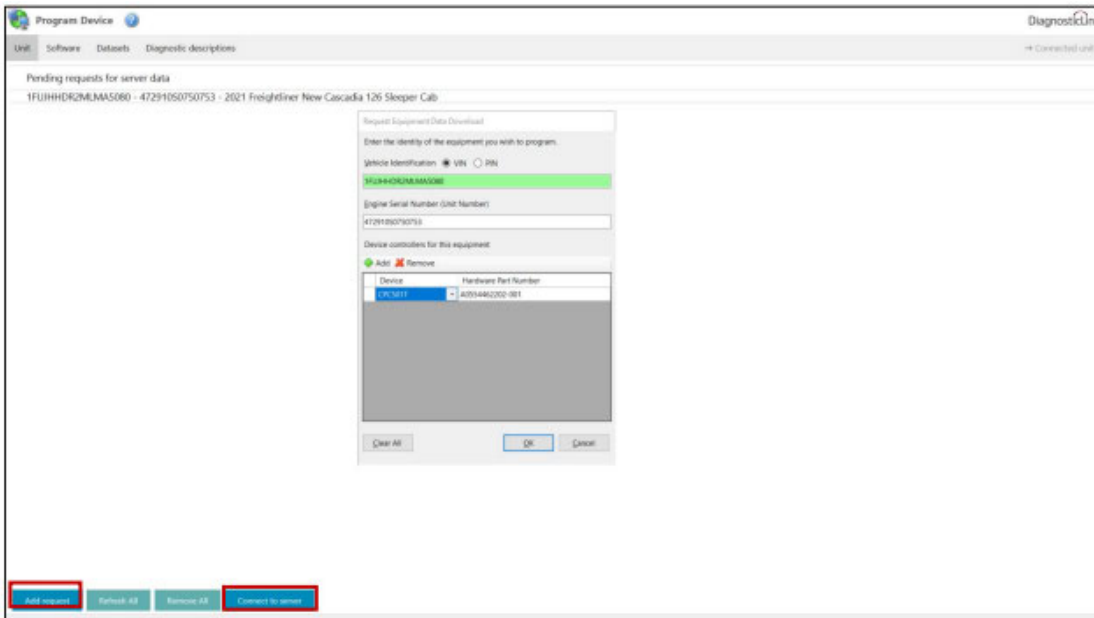 Program Device
DiagnosticLin
Unit Software Datasets Diagnostic descriptions
Connected unit
Pending requests for server data
1FUJHHDR2MLMA5080 - 472910S0750753 - 2021 Freightliner New Cascadia 126 Sleeper Cab
Request Equipment Data Download
Enter the identity of the equipment you wish to program.
Vehicle Identification VIN PIN
1FUJHHDR2MLMA5080
Engine Serial Number (Unit Number)
472910S0750753
Device controllers for this equipment
Add Remove
Device Hardware Part Number
CPC501T A0554462202-001
Clear All OK Cancel
Add request Refresh All Remove All Connect to server